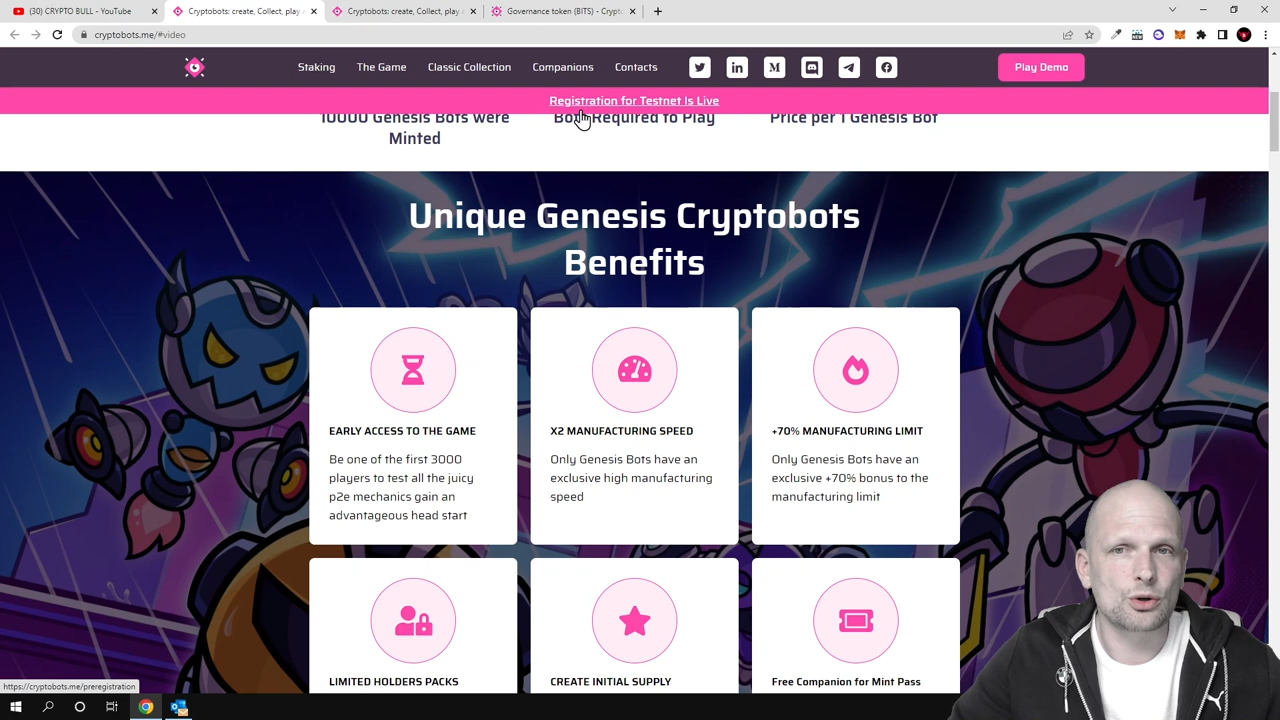 (30) CRYPTO BULL - YouTube
Cryptobots: create, Collect, play a
Cryptobots: create, Collect, play a
Governance token (BITS) - Crypto
cryptobots.me/#video
Staking
The Game
Classic Collection
Companions
Contacts
Play Demo
Registration for Testnet Is Live
10000 Genesis Bots were
Minted
Required to Play
Price per 1 Genesis Bot
Unique Genesis Cryptobots
Benefits
EARLY ACCESS TO THE GAME
Be one of the first 3000
players to test all the juicy
p2e mechanics gain an
advantageous head start
X2 MANUFACTURING SPEED
Only Genesis Bots have an
exclusive high manufacturing
speed
+70% MANUFACTURING LIMIT
Only Genesis Bots have an
exclusive +70% bonus to the
manufacturing limit
LIMITED HOLDERS PACKS
CREATE INITIAL SUPPLY
Free Companion for Mint Pass
https://cryptobots.me/preregistration